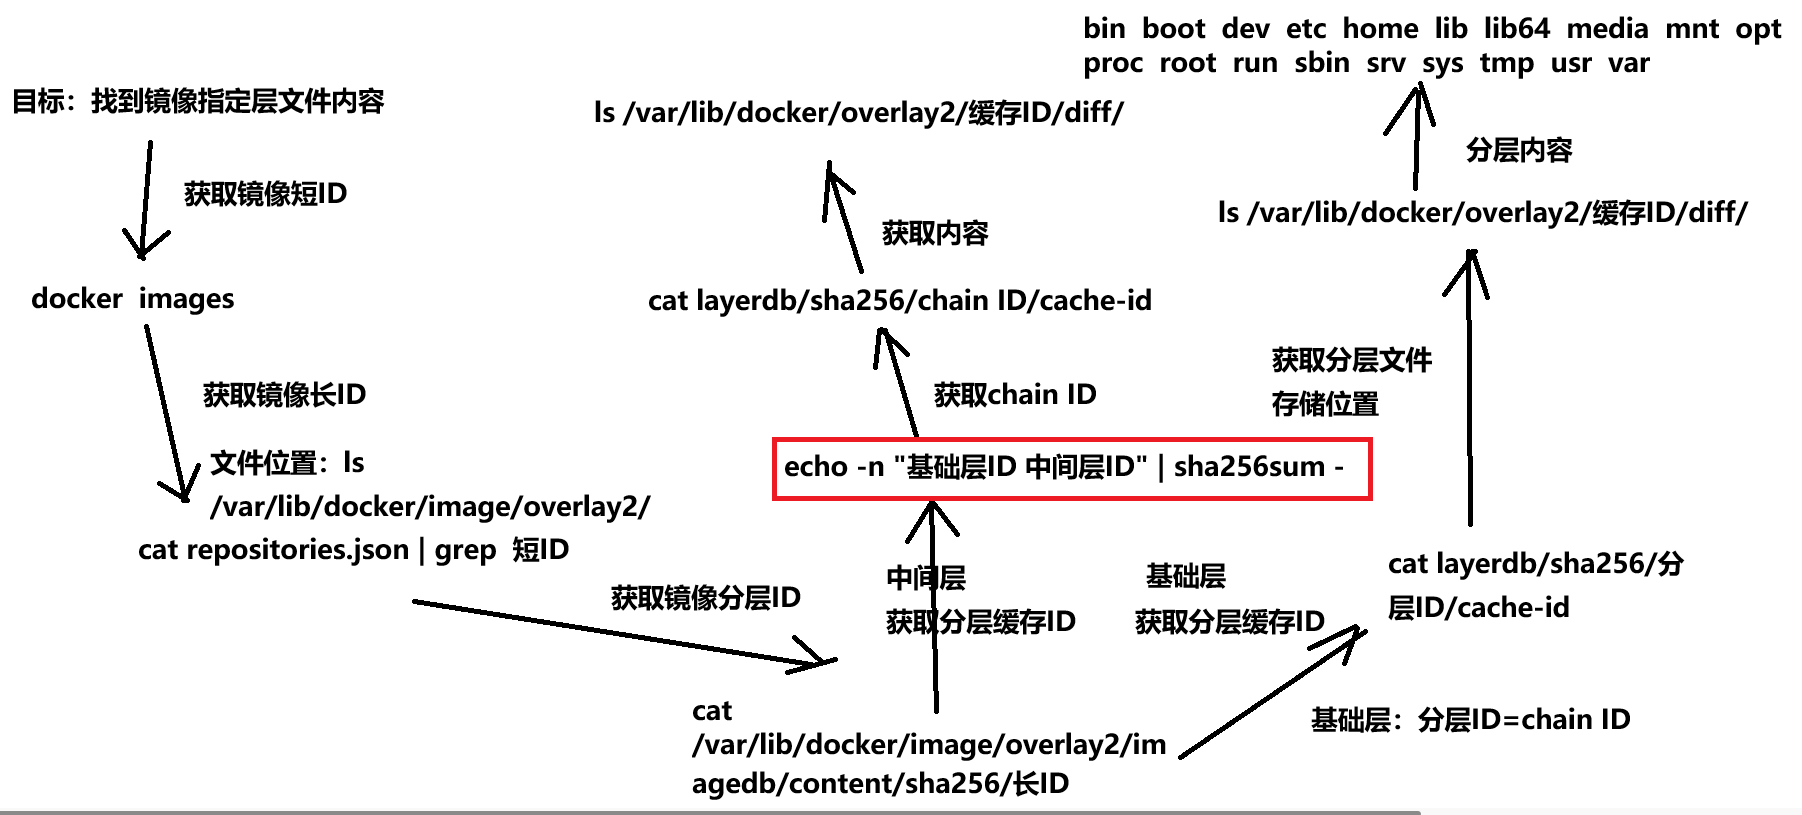 目标：找到镜像指定层文件内容
获取镜像短ID
docker images
获取镜像长ID
文件位置：ls
/var/lib/docker/image/overlay2/
cat repositories.json | grep 短ID
获取镜像分层ID
cat
/var/lib/docker/image/overlay2/im
agedb/content/sha256/长ID
中间层
获取分层缓存ID
echo -n "基础层ID 中间层ID" | sha256sum -
获取chain ID
cat layerdb/sha256/chain ID/cache-id
获取内容
ls /var/lib/docker/overlay2/缓存ID/diff/
基础层
获取分层缓存ID
基础层：分层ID=chain ID
cat layerdb/sha256/分
层ID/cache-id
获取分层文件
存储位置
ls /var/lib/docker/overlay2/缓存ID/diff/
分层内容
bin boot dev etc home lib lib64 media mnt opt
proc root run sbin srv sys tmp usr var